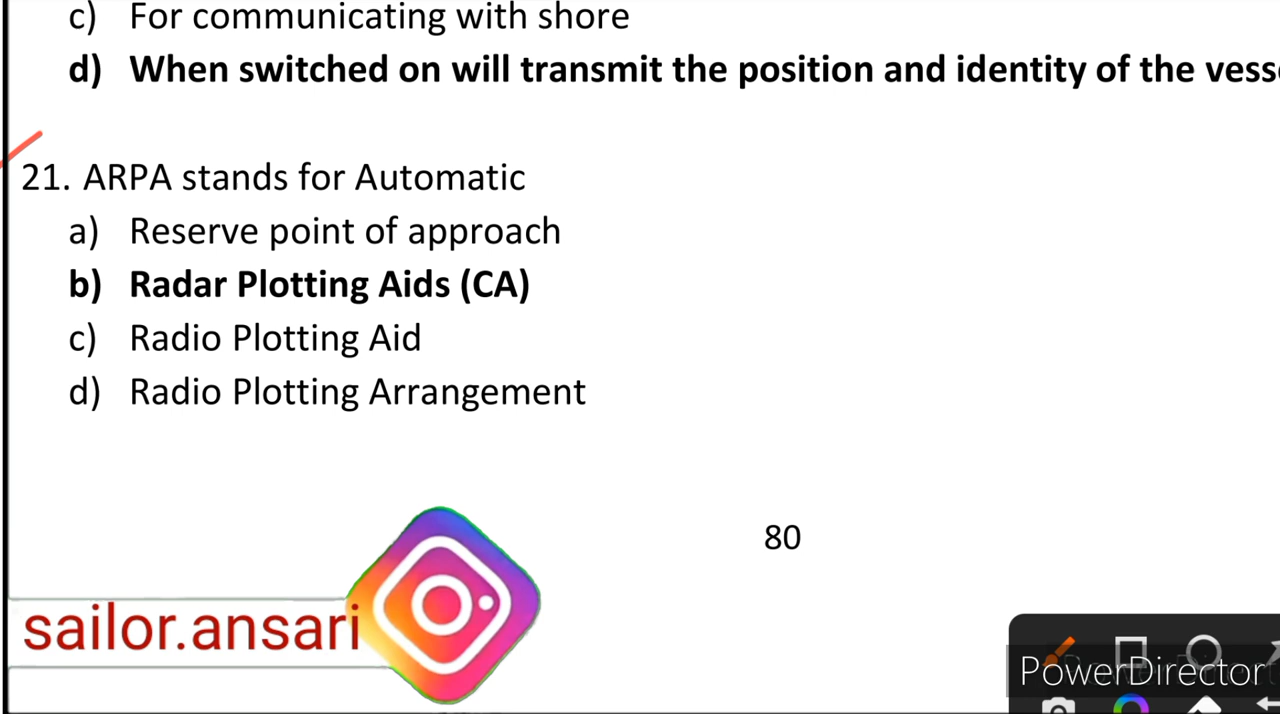 c) For communicating with shore
d) When switched on will transmit the position and identity of the
21. ARPA stands for Automatic
a) Reserve point of approach
b) Radar Plotting Aids (CA)
c) Radio Plotting Aid
d) Radio Plotting Arrangement
80
sailor.ansari
PowerDirector